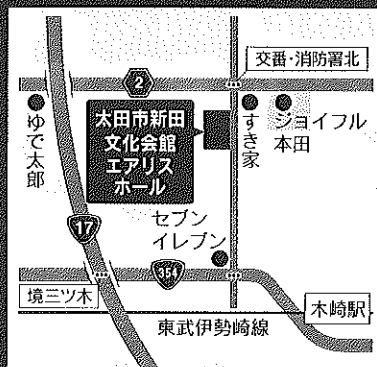 交番・消防署北
2
ゆで太郎
太田市新田
文化会館
エアリス
ホール
すき家
ジョイフル
本田
17
セブン
イレブン
354
境三ツ木
木崎駅
東武伊勢崎線